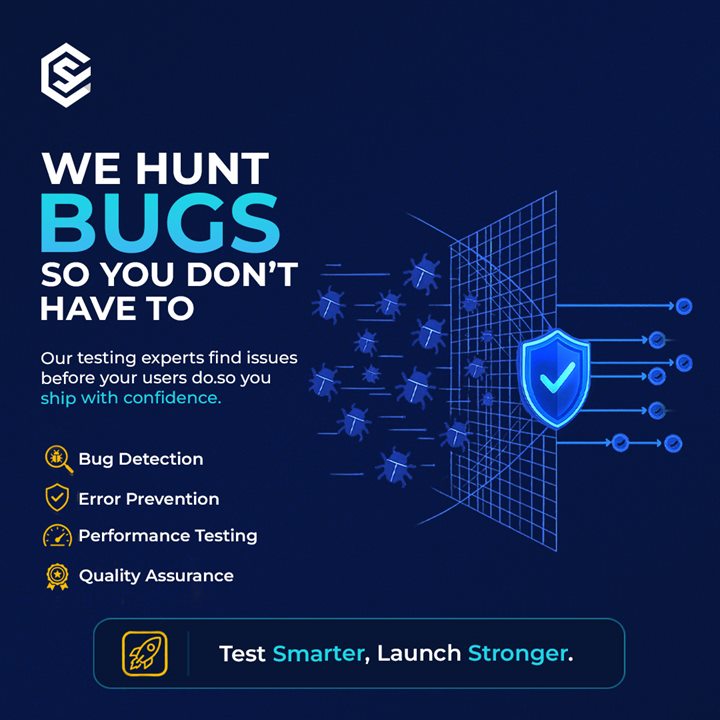 WE HUNT
BUGS
SO YOU DON'T
HAVE TO
Our testing experts find issues
before your users do.so you
ship with confidence.
Bug Detection
Error Prevention
Performance Testing
Quality Assurance
Test Smarter, Launch Stronger.